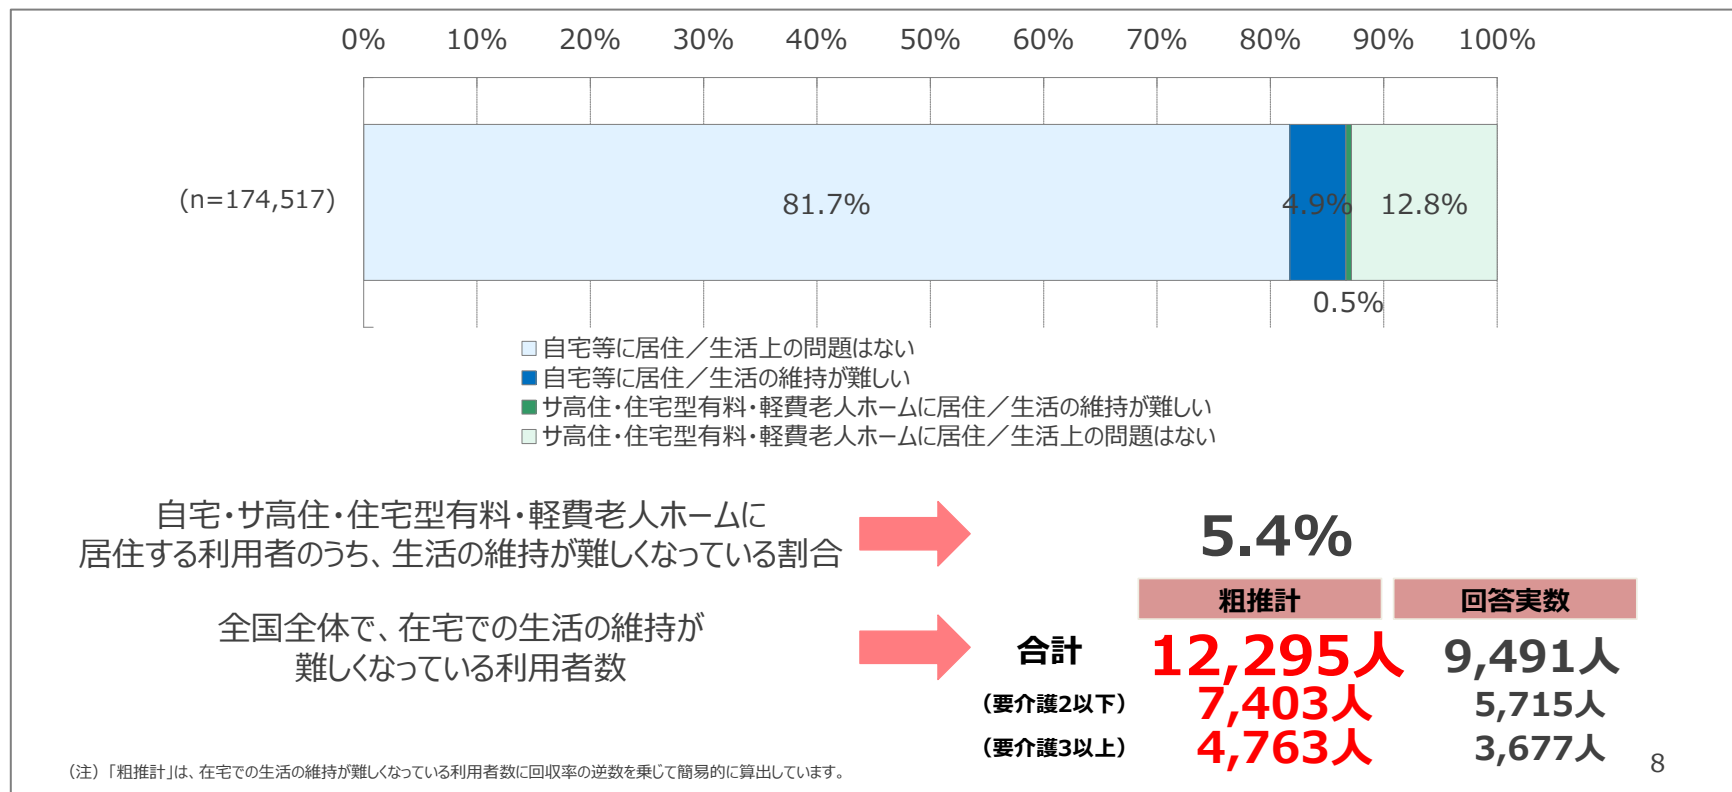 0% 10% 20% 30% 40% 50% 60% 70% 80% 90% 100%
(n=174,517)
81.7% 4.9% 12.8%
0.5%
自宅等に居住／生活上の問題はない
自宅等に居住／生活の維持が難しい
サ高住・住宅型有料・軽費老人ホームに居住／生活の維持が難しい
サ高住・住宅型有料・軽費老人ホームに居住／生活上の問題はない
自宅・サ高住・住宅型有料・軽費老人ホームに
居住する利用者のうち、生活の維持が難しくなっている割合
5.4%
粗推計 回答実数
全国全体で、在宅での生活の維持が
難しくなっている利用者数
合計 12,295人 9,491人
（要介護2以下） 7,403人 5,715人
（要介護3以上） 4,763人 3,677人
（注）「粗推計」は、在宅での生活の維持が難しくなっている利用者数に回収率の逆数を乗じて簡易的に算出しています。
8